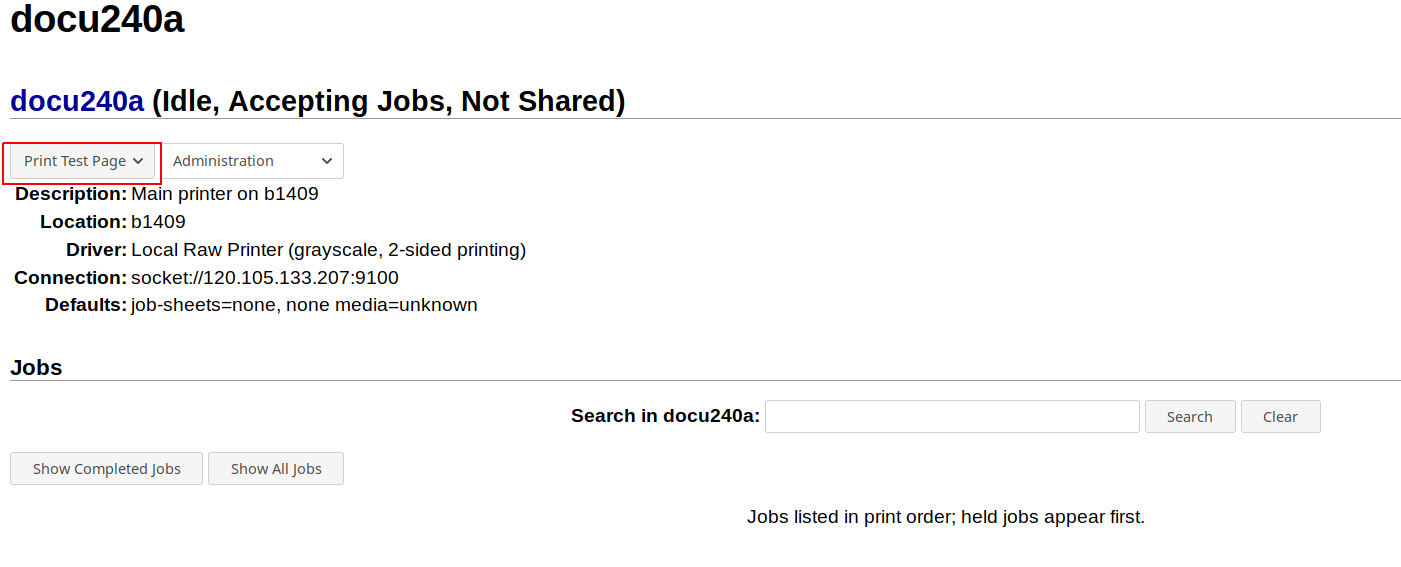 docu240a
docu240a (Idle, Accepting Jobs, Not Shared)
Print Test Page Administration
Description: Main printer on b1409
Location: b1409
Driver: Local Raw Printer (grayscale, 2-sided printing)
Connection: socket://120.105.133.207:9100
Defaults: job-sheets=none, none media=unknown
Jobs
Search in docu240a: Search Clear
Show Completed Jobs Show All Jobs
Jobs listed in print order; held jobs appear first.